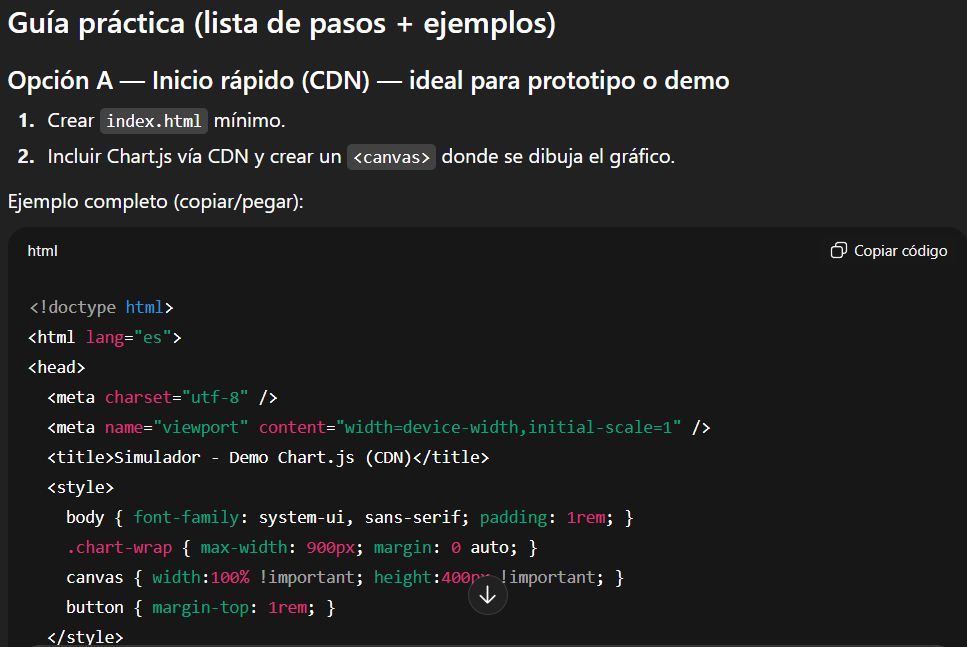 Guía práctica (lista de pasos + ejemplos)
Opción A — Inicio rápido (CDN) — ideal para prototipo o demo
1. Crear index.html mínimo.
2. Incluir Chart.js vía CDN y crear un <canvas> donde se dibuja el gráfico.
Ejemplo completo (copiar/pegar):
html
Copiar código
<!doctype html>
<html lang="es">
<head>
<meta charset="utf-8" />
<meta name="viewport" content="width=device-width,initial-scale=1" />
<title>Simulador - Demo Chart.js (CDN)</title>
<style>
body { font-family: system-ui, sans-serif; padding: 1rem; }
.chart-wrap { max-width: 900px; margin: 0 auto; }
canvas { width:100% !important; height:400px !important; }
button { margin-top: 1rem; }
</style>